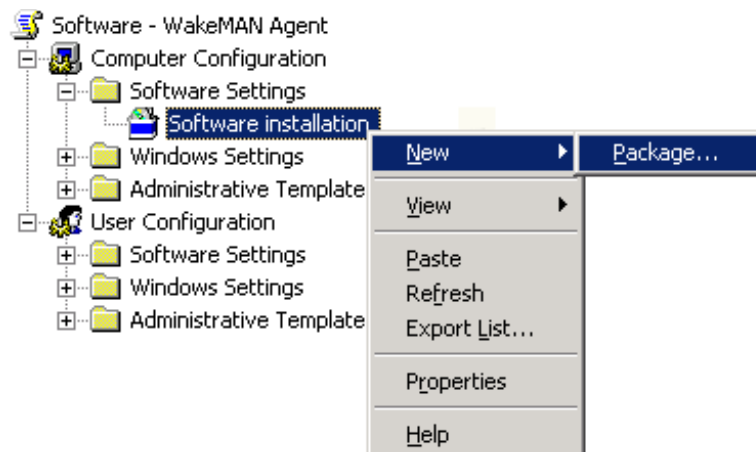 Software - WakeMAN Agent
Computer Configuration
Software Settings
Software installation
Windows Settings
Administrative Template
User Configuration
Software Settings
Windows Settings
Administrative Template
New
Package...
View
Paste
Refresh
Export List...
Properties
Help